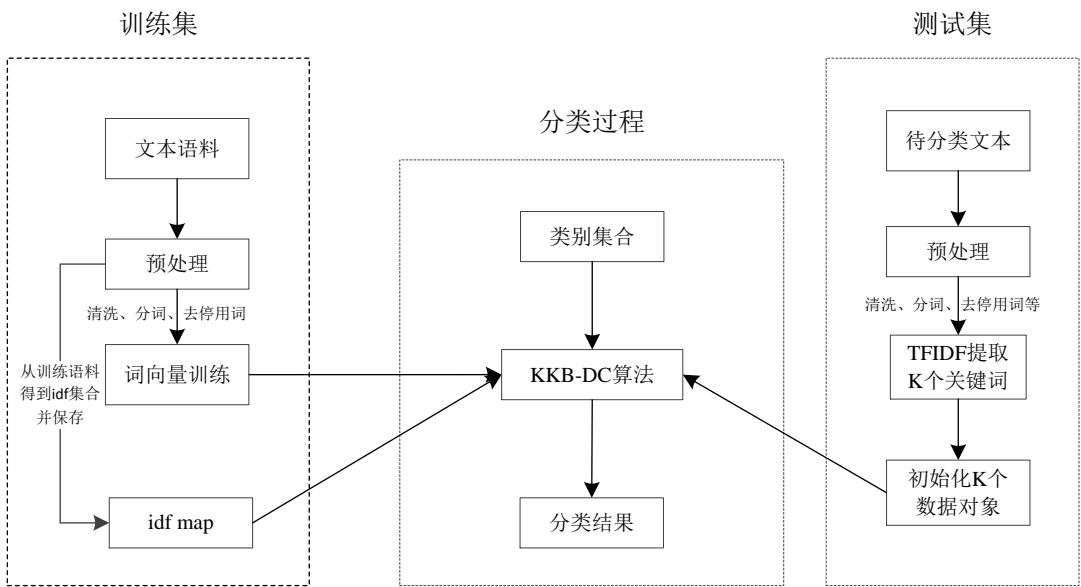 训练集
文本语料
预处理
清洗、分词、去停用词
从训练语料
得到idf集合
并保存
词向量训练
idf map
分类过程
类别集合
KKB-DC算法
分类结果
测试集
待分类文本
预处理
清洗、分词、去停用词等
TFIDF提取
K个关键词
初始化K个
数据对象